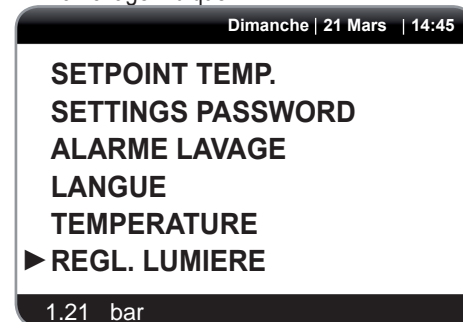 Dimanche | 21 Mars | 14:45
SETPOINT TEMP.
SETTINGS PASSWORD
ALARME LAVAGE
LANGUE
TEMPERATURE
►REGL. LUMIERE
1.21 bar